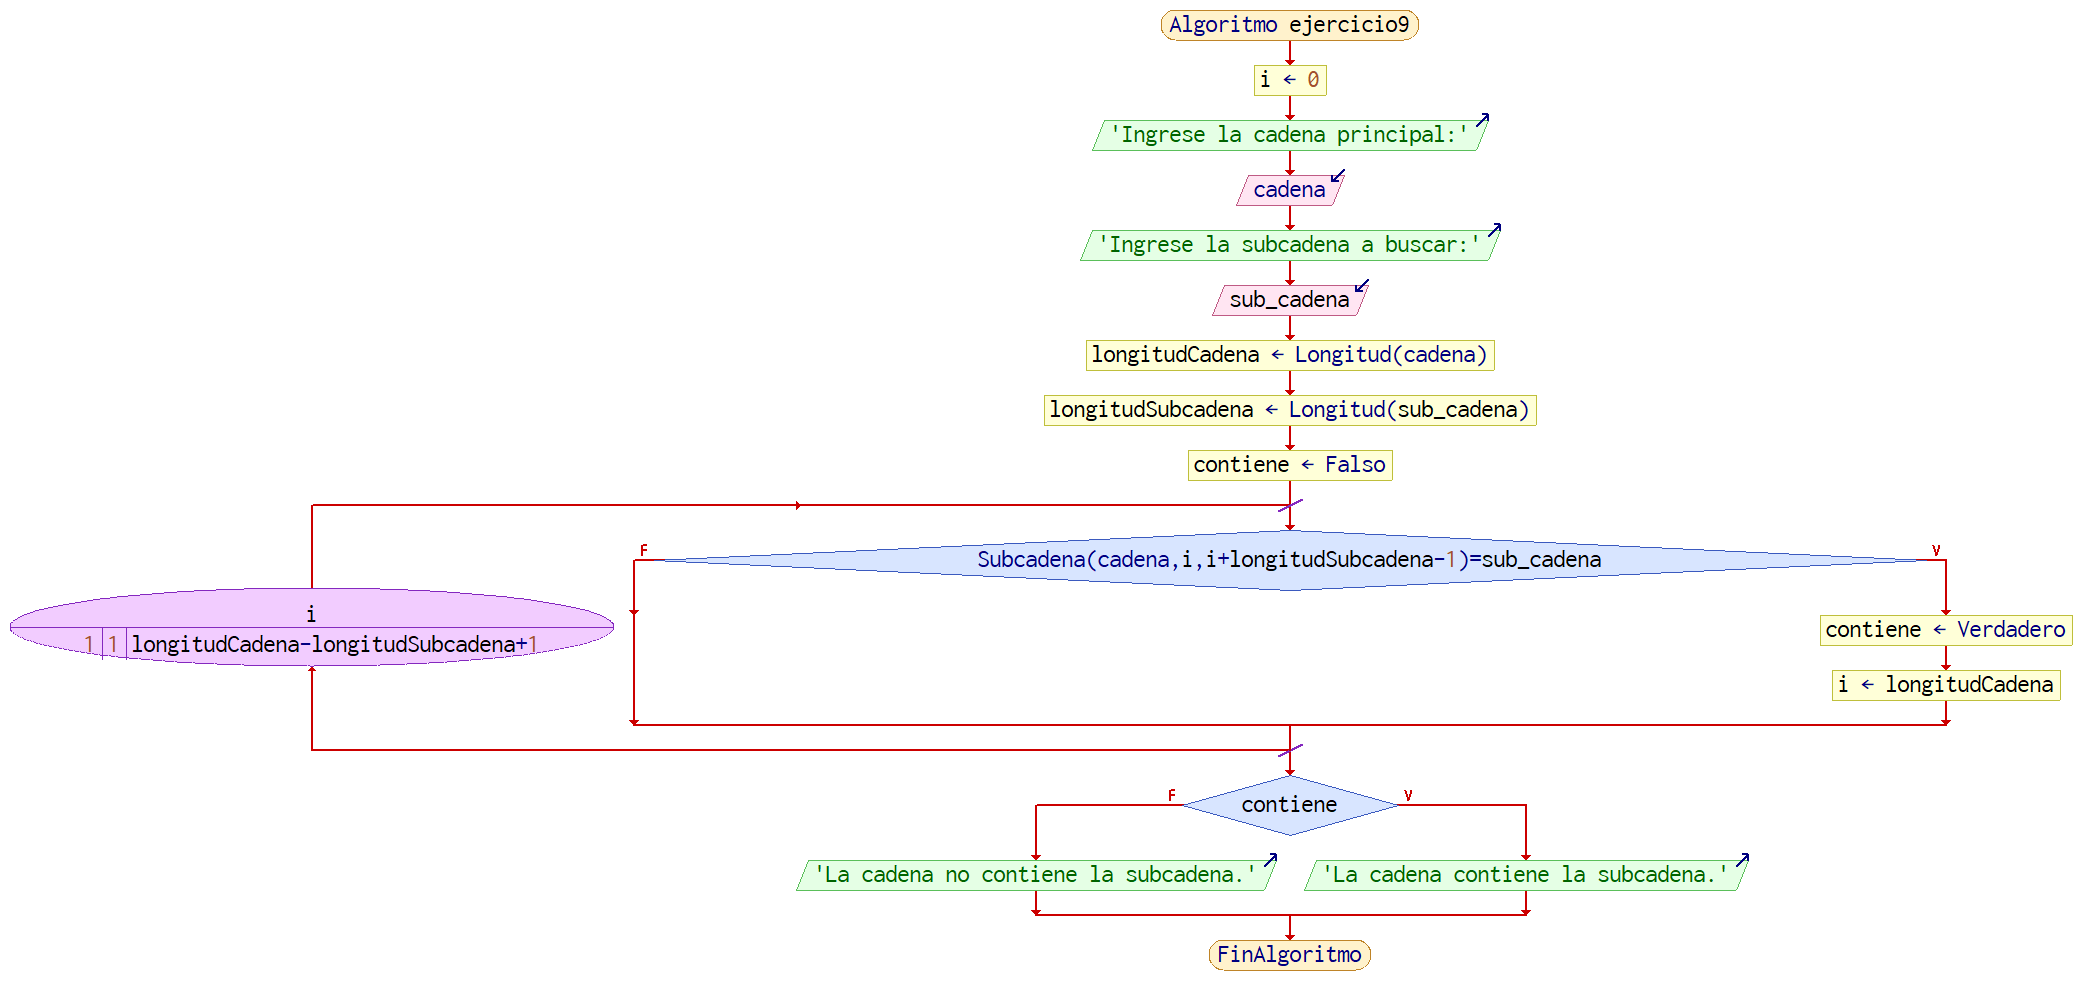 Algoritmo ejercicio9
i ← 0
'Ingrese la cadena principal:'
cadena
'Ingrese la subcadena a buscar:'
sub_cadena
longitudCadena ← Longitud(cadena)
longitudSubcadena ← Longitud(sub_cadena)
contiene ← Falso
F
Subcadena(cadena,i,i+longitudSubcadena-1)=sub_cadena
V
i
1 1 longitudCadena-longitudSubcadena+1
contiene ← Verdadero
i ← longitudCadena
F
contiene
V
'La cadena no contiene la subcadena.'
'La cadena contiene la subcadena.'
FinAlgoritmo